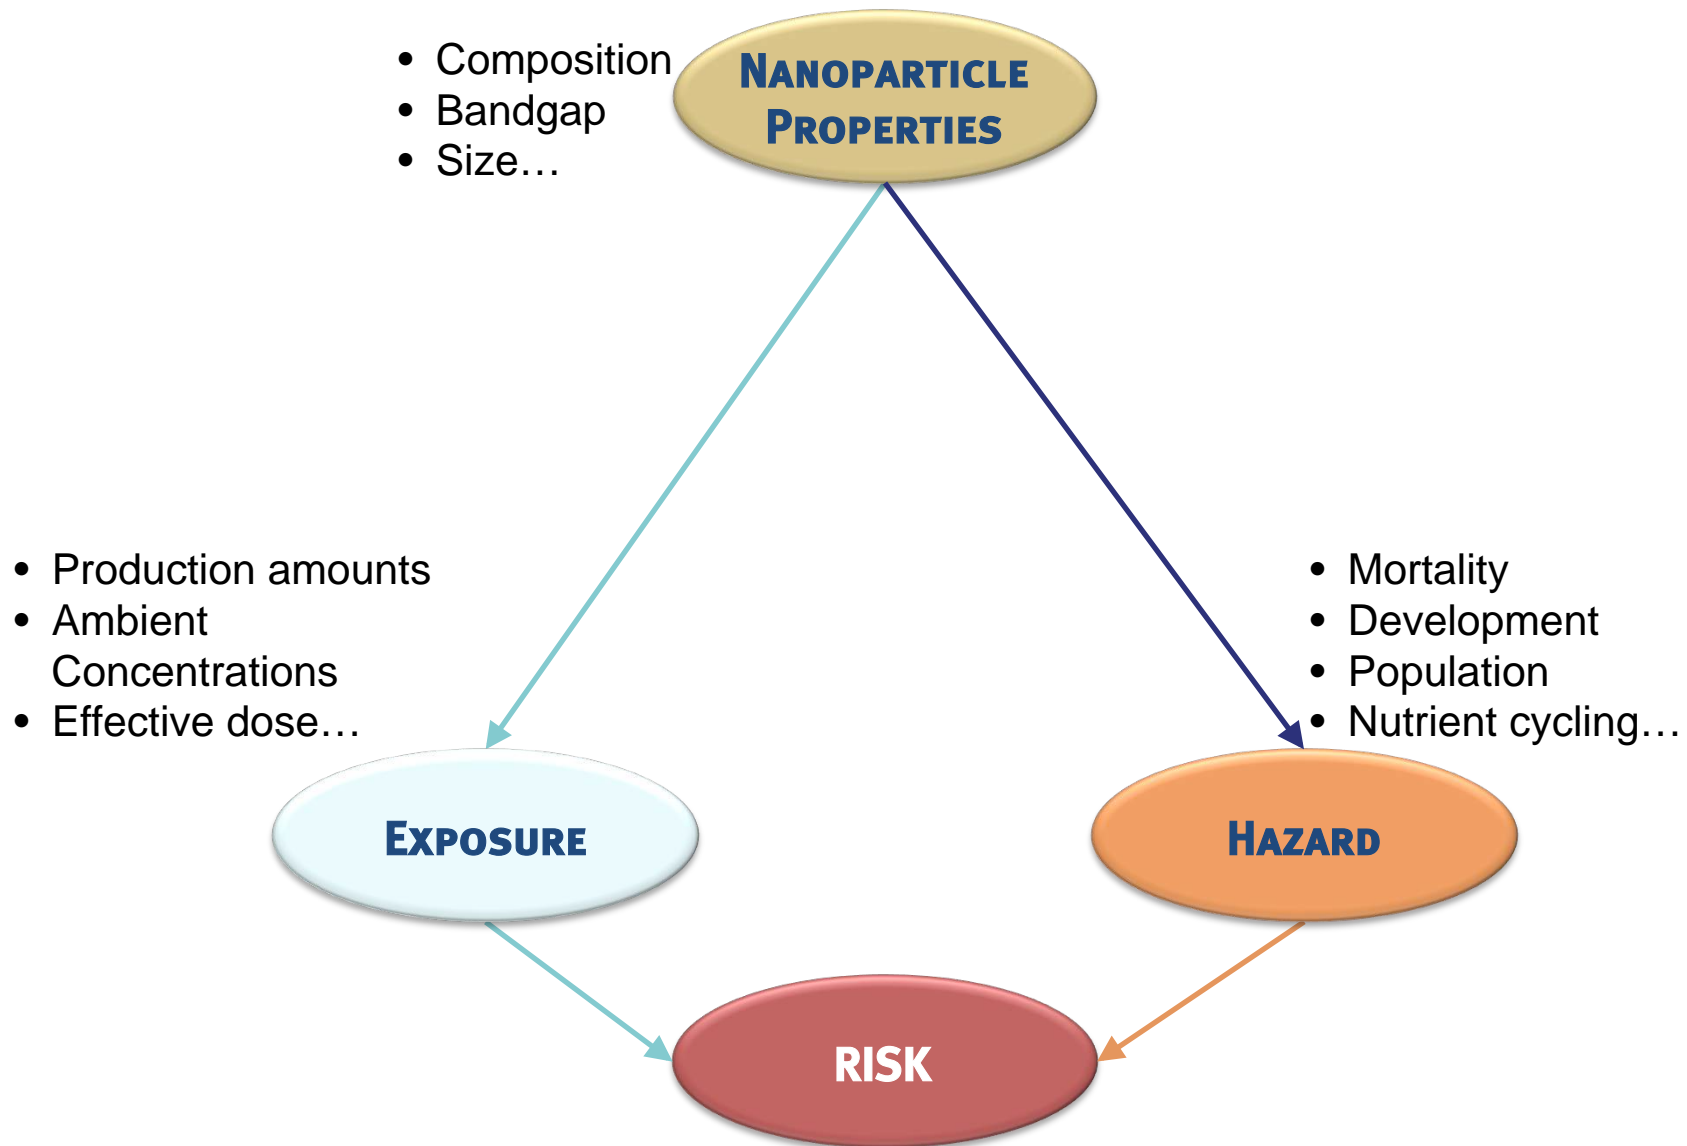 • Composition
• Bandgap
• Size…
NANOPARTICLE
PROPERTIES
• Production amounts
• Ambient
Concentrations
• Effective dose…
• Mortality
• Development
• Population
• Nutrient cycling…
EXPOSURE
HAZARD
RISK